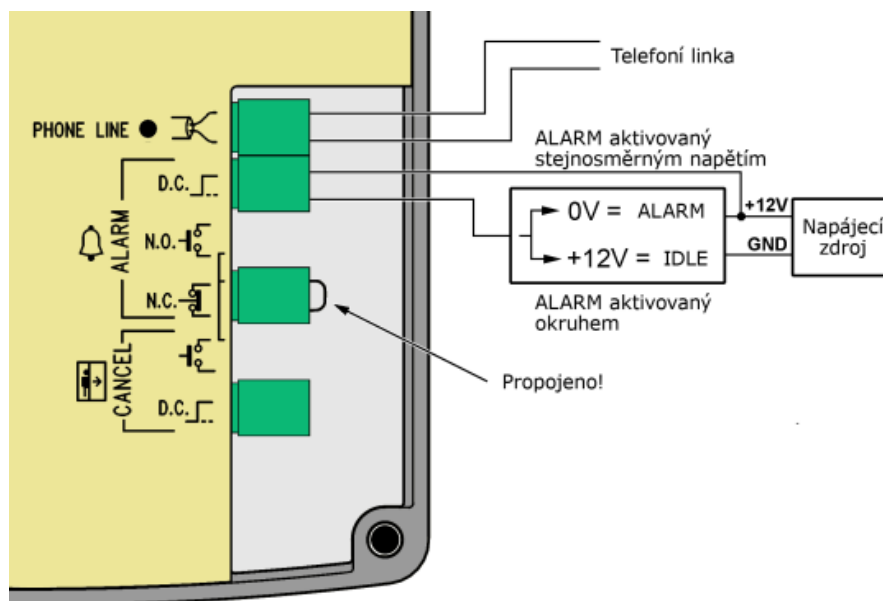 Telefoní linka
PHONE LINE
ALARM aktivovaný
stejnosměrným napětím
D.C.
ALARM
N.O.
N.C.
0V = ALARM
+12V = IDLE
+12V
GND
Napájecí
zdroj
ALARM aktivovaný
okruhem
Propojeno!
CANCEL
D.C.